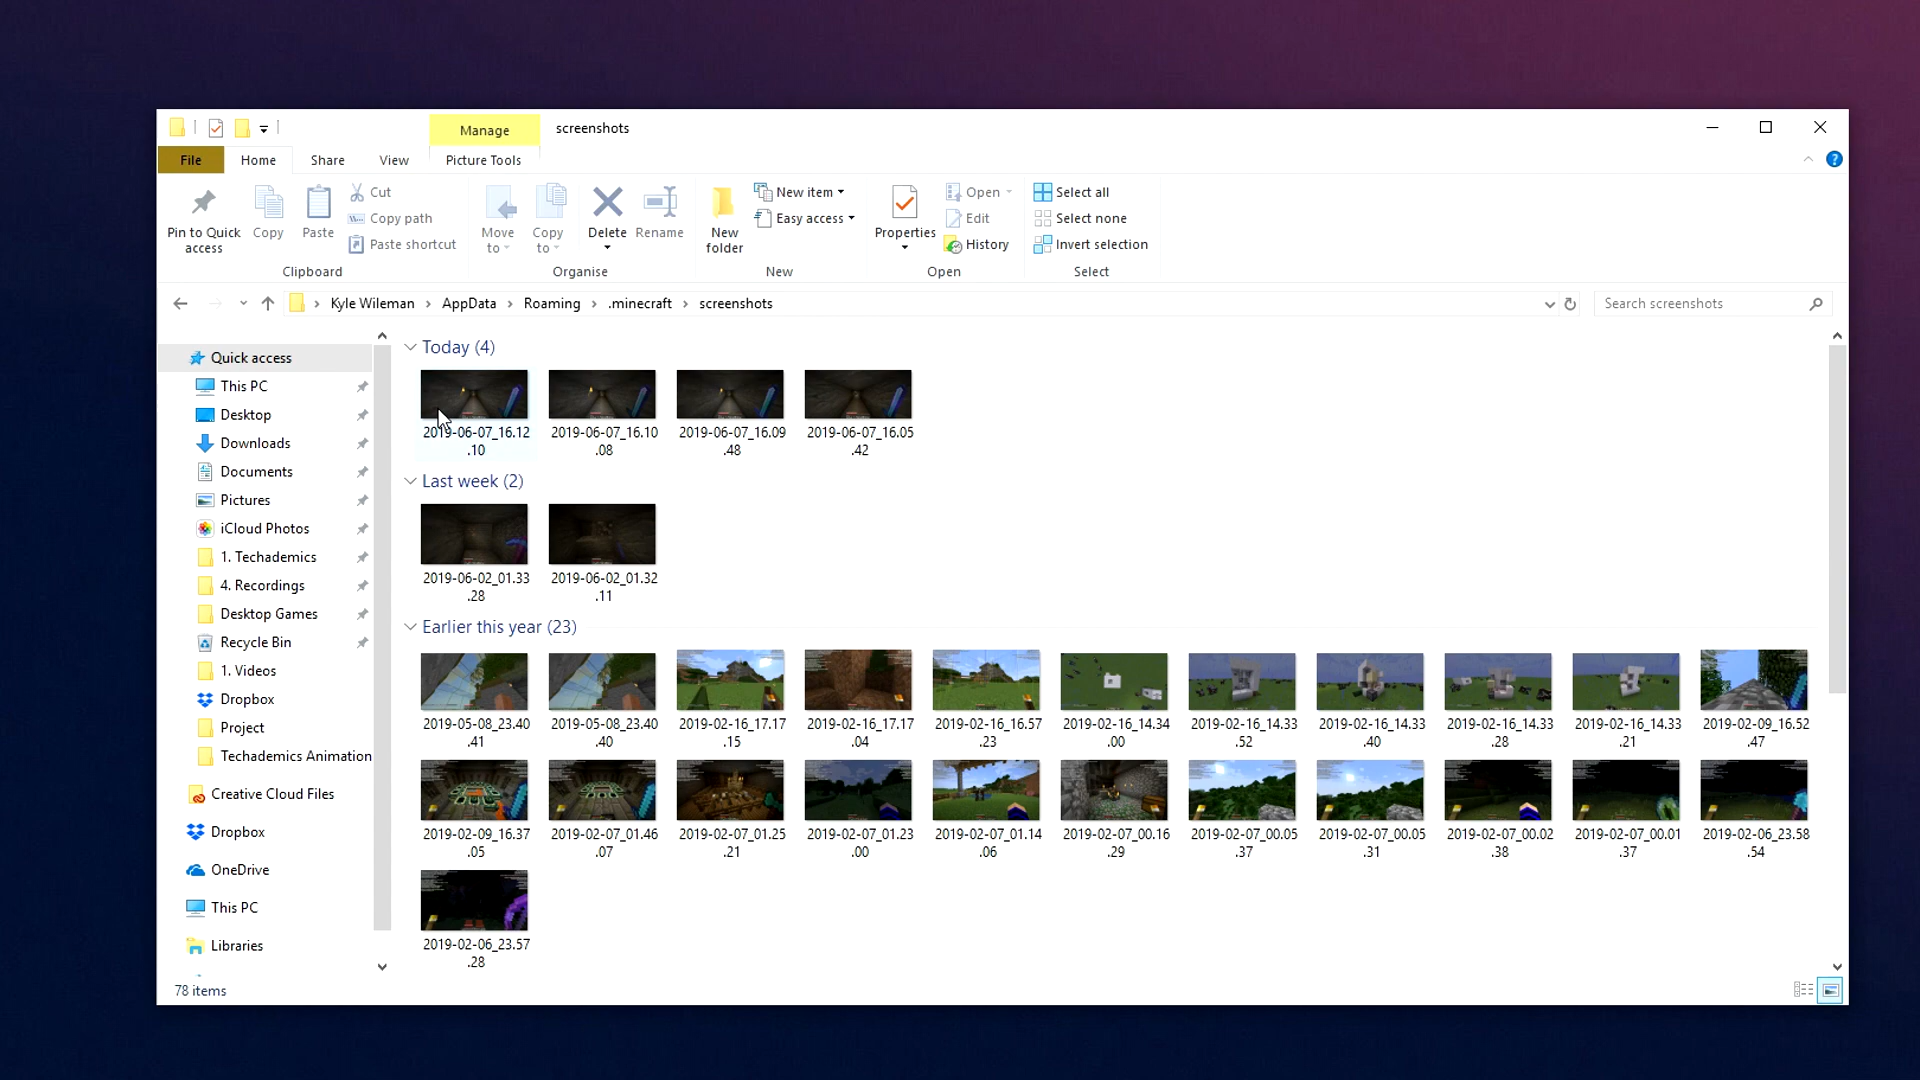 Manage
screenshots
File
Home
Share
View
Picture Tools
Pin to Quick
access
Copy
Paste
Cut
Copy path
Paste shortcut
Clipboard
Move
to
Copy
to
Delete
Rename
Organise
New
folder
New item
Easy access
New
Properties
Open
Edit
History
Open
Select all
Select none
Invert selection
Select
Kyle Wileman
AppData
Roaming
.minecraft
screenshots
Search screenshots
Quick access
This PC
Desktop
Downloads
Documents
Pictures
iCloud Photos
1. Techademics
4. Recordings
Desktop Games
Recycle Bin
1. Videos
Dropbox
Project
Techademics Animation
Creative Cloud Files
Dropbox
OneDrive
This PC
Libraries
Today (4)
2019-06-07_16.12
.10
2019-06-07_16.10
.08
2019-06-07_16.09
.48
2019-06-07_16.05
.42
Last week (2)
2019-06-02_01.33
.28
2019-06-02_01.32
.11
Earlier this year (23)
2019-05-08_23.40
.41
2019-05-08_23.40
.40
2019-02-16_17.17
.15
2019-02-16_17.17
.04
2019-02-16_16.57
.23
2019-02-16_14.34
.00
2019-02-16_14.33
.52
2019-02-16_14.33
.40
2019-02-16_14.33
.28
2019-02-16_14.33
.21
2019-02-09_16.52
.47
2019-02-09_16.37
.05
2019-02-07_01.46
.07
2019-02-07_01.25
.21
2019-02-07_01.23
.00
2019-02-07_01.14
.06
2019-02-07_00.16
.29
2019-02-07_00.05
.37
2019-02-07_00.05
.31
2019-02-07_00.02
.38
2019-02-07_00.01
.37
2019-02-06_23.58
.54
2019-02-06_23.57
.28
78 items